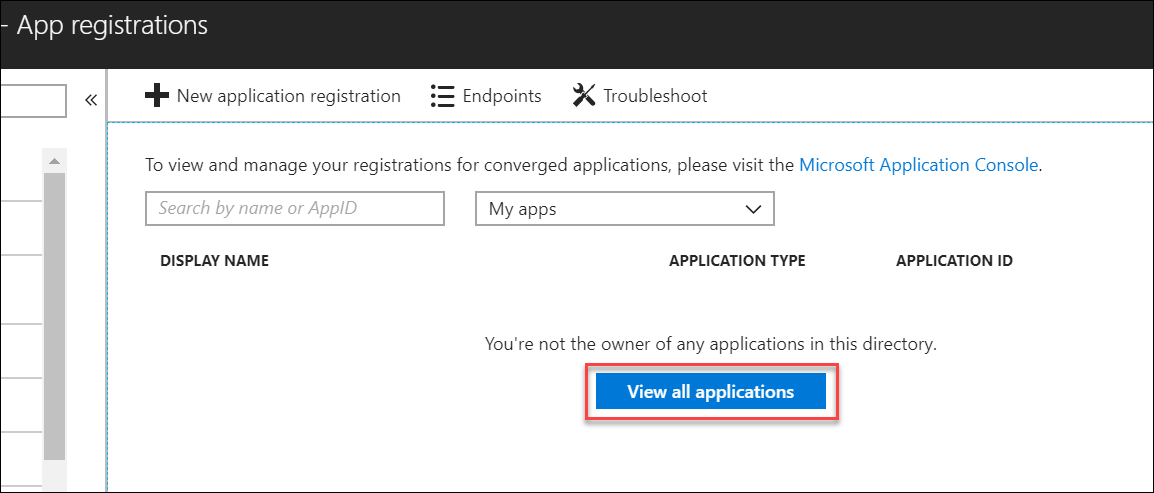 - App registrations
New application registration Endpoints Troubleshoot
To view and manage your registrations for converged applications, please visit the Microsoft Application Console.
Search by name or AppID My apps
DISPLAY NAME APPLICATION TYPE APPLICATION ID
You're not the owner of any applications in this directory.
View all applications